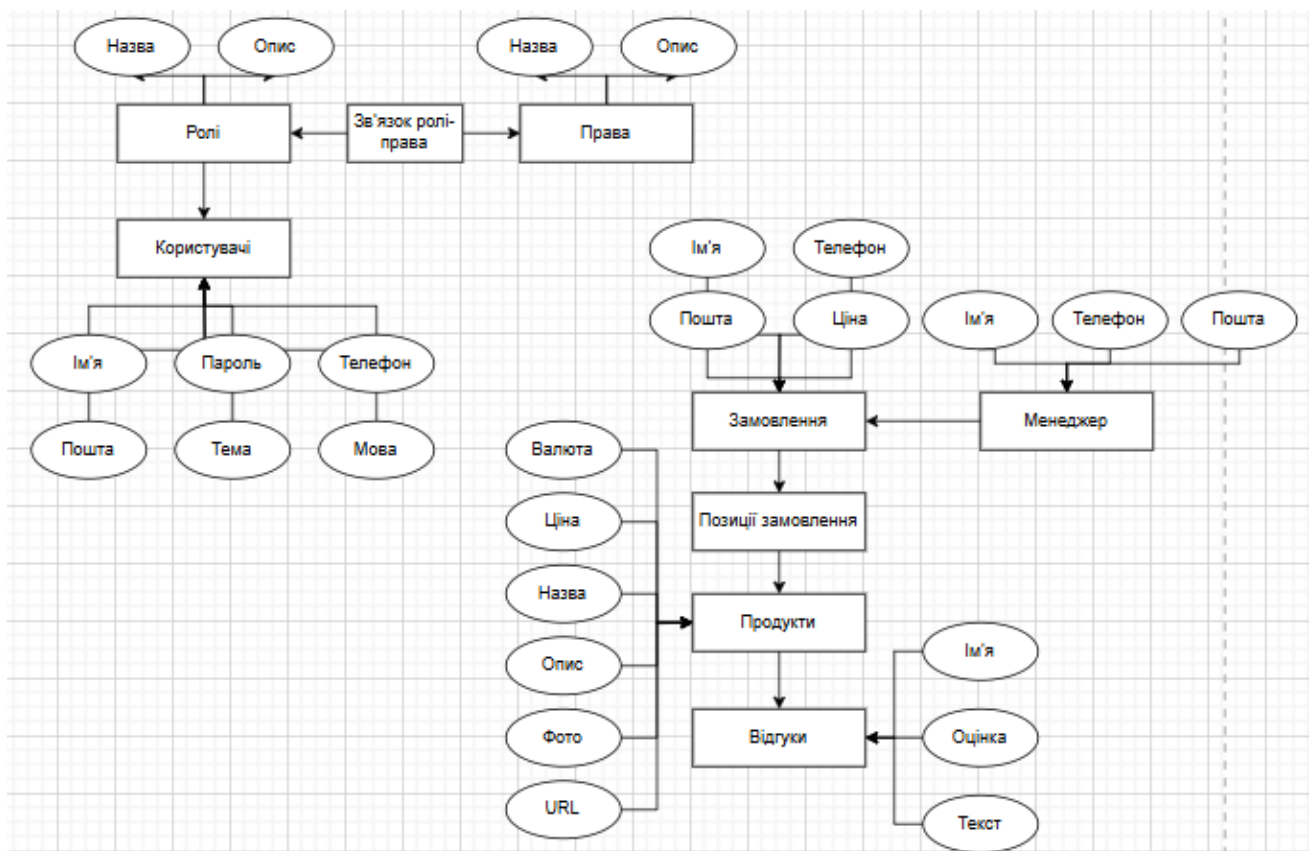 Назва
Опис
Назва
Опис
Ролі
Зв'язок ролі-
права
Права
Користувачі
Ім'я
Телефон
Пошта
Ціна
Ім'я
Телефон
Пошта
Ім'я
Пароль
Телефон
Замовлення
Менеджер
Пошта
Тема
Мова
Валюта
Ціна
Позиції замовлення
Назва
Продукти
Опис
Ім'я
Фото
Відгуки
Оцінка
URL
Текст